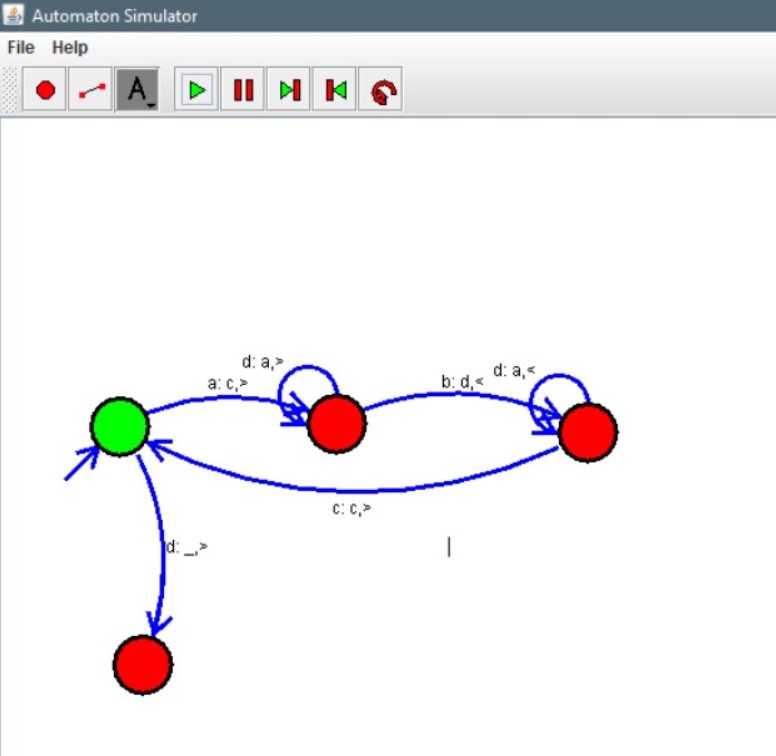 Automaton Simulator
File Help
A
d: a,>
a: c,>
b: d,<
d: a,<
c: c,>
d: _,>